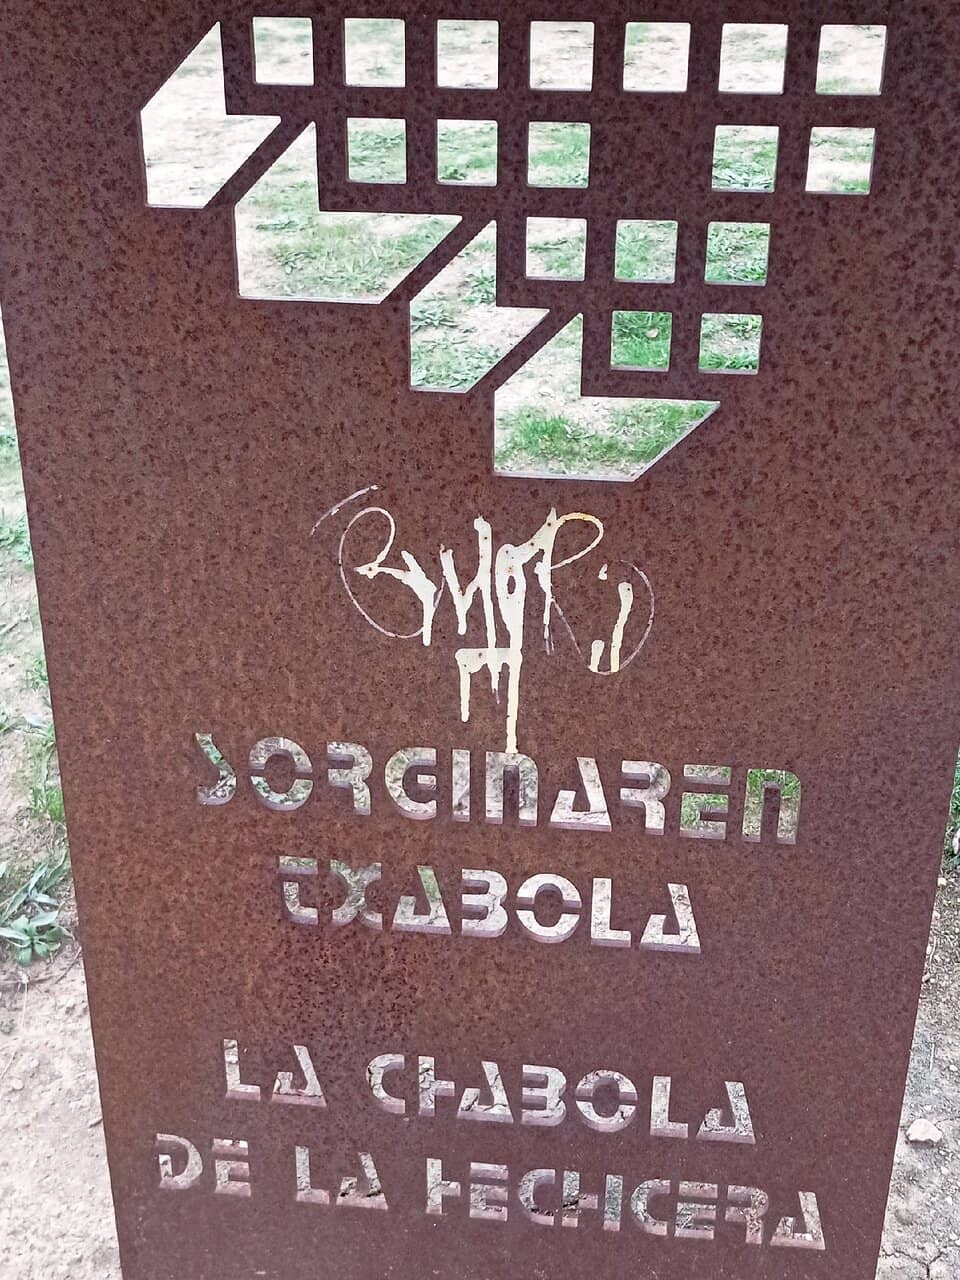 SORGINAREN
TXABOLA
LA CHABOLA
DE LA HECHICERA